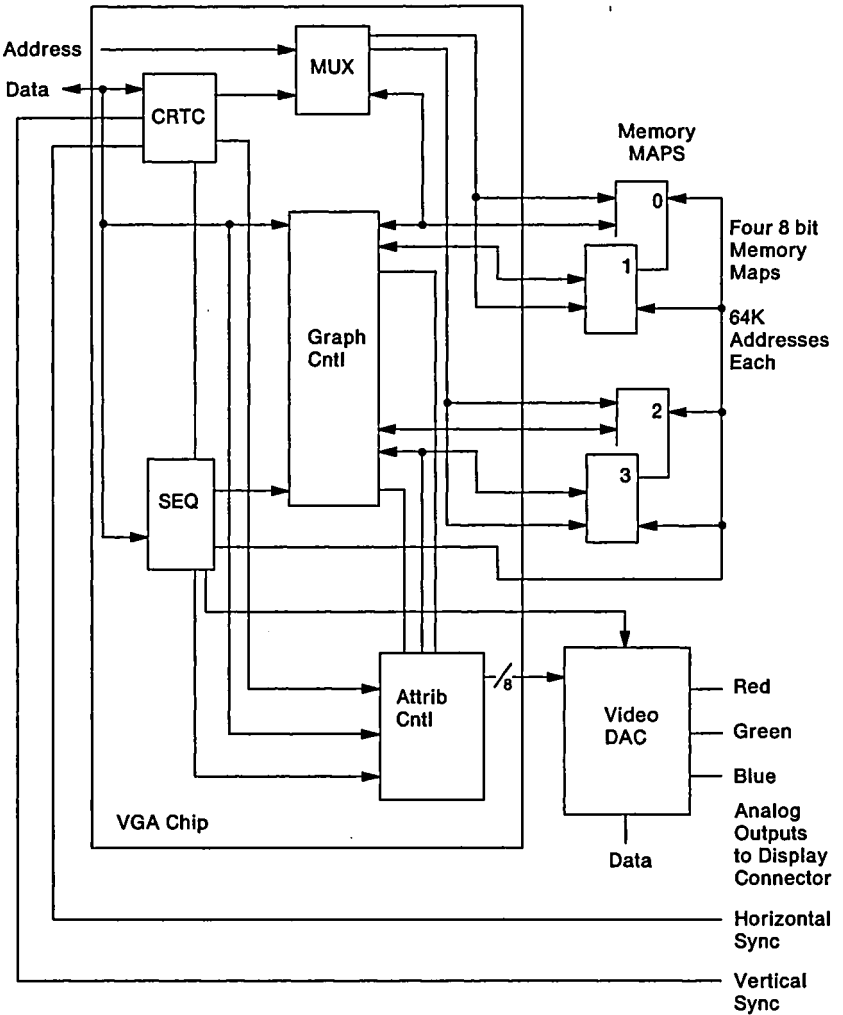 Address
MUX
Data
CRTC
Memory
MAPS
0
Four 8 bit
Memory
Maps
1
64K
Addresses
Each
Graph
Cntl
2
3
SEQ
Attrib
Cntl
8
Video
DAC
Red
Green
Blue
VGA Chip
Data
Analog
Outputs
to Display
Connector
Horizontal
Sync
Vertical
Sync